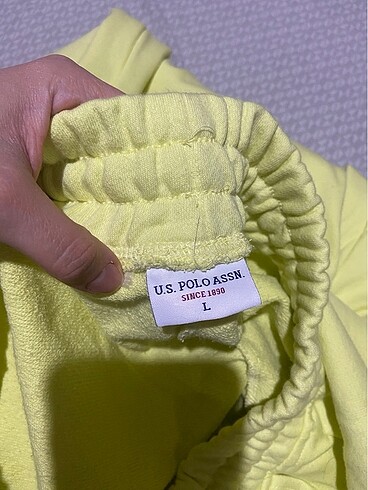 U.S. POLO ASSN.
SINCE 1890
L